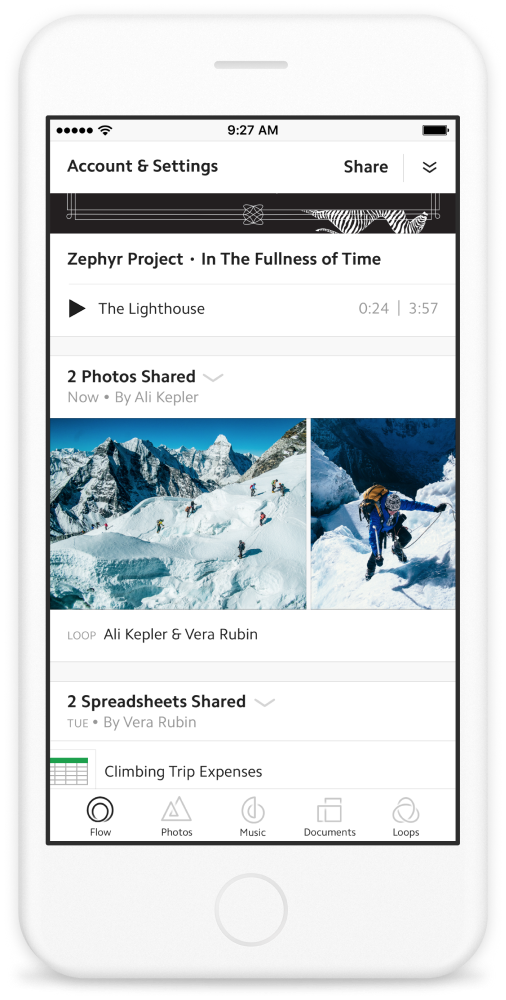 9:27 AM
Account & Settings Share
Zephyr Project · In The Fullness of Time
The Lighthouse 0:24 | 3:57
2 Photos Shared
Now • By Ali Kepler
LOOP Ali Kepler & Vera Rubin
2 Spreadsheets Shared
TUE • By Vera Rubin
Climbing Trip Expenses
Flow Photos Music Documents Loops